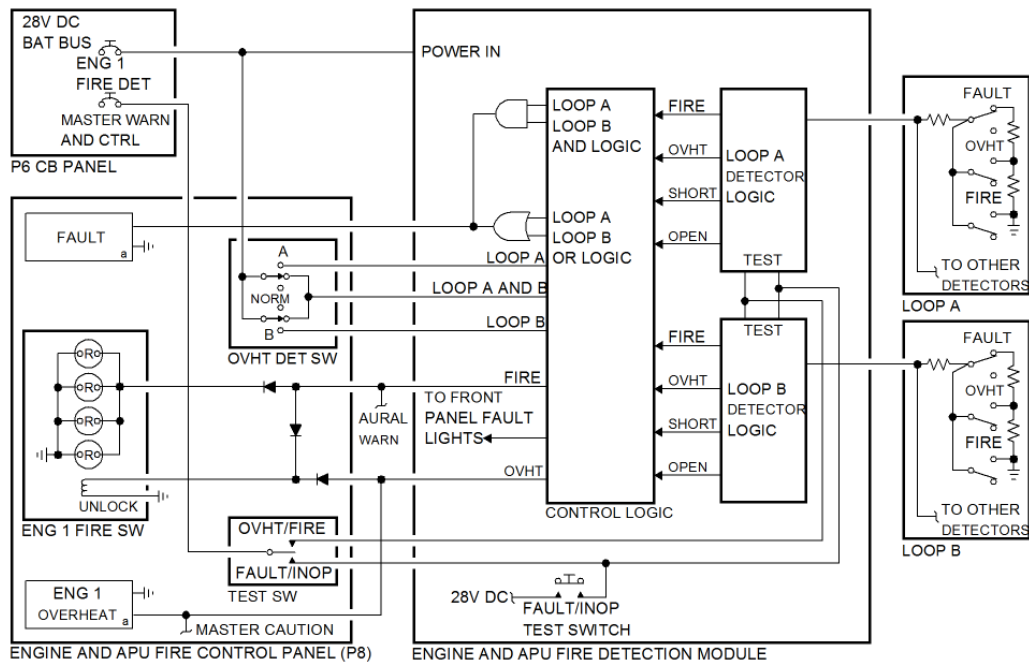 28V DC
BAT BUS
ENG 1
FIRE DET
MASTER WARN
AND CTRL
P6 CB PANEL
POWER IN
LOOP A
LOOP B
AND LOGIC
LOOP A
LOOP B
OR LOGIC
FIRE
OVHT
SHORT
OPEN
LOOP A
DETECTOR
LOGIC
TEST
FAULT
OVHT
FIRE
TO OTHER
DETECTORS
LOOP A
FAULT
a
A
NORM
B
OVHT DET SW
LOOP A
LOOP A AND B
LOOP B
TEST
FIRE
OVHT
SHORT
OPEN
LOOP B
DETECTOR
LOGIC
FAULT
OVHT
FIRE
TO OTHER
DETECTORS
LOOP B
R
R
R
R
UNLOCK
ENG 1 FIRE SW
FIRE
AURAL
WARN
TO FRONT
PANEL FAULT
LIGHTS
OVHT
CONTROL LOGIC
OVHT/FIRE
FAULT/INOP
TEST SW
28V DC
FAULT/INOP
TEST SWITCH
ENG 1
OVERHEAT
a
MASTER CAUTION
ENGINE AND APU FIRE CONTROL PANEL (P8)
ENGINE AND APU FIRE DETECTION MODULE